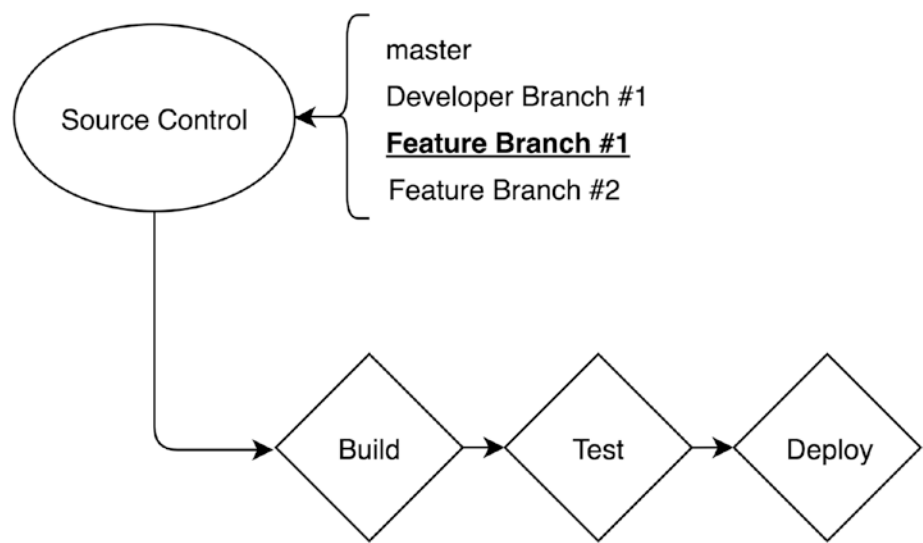 Source Control
master
Developer Branch #1
Feature Branch #1
Feature Branch #2
Build
Test
Deploy